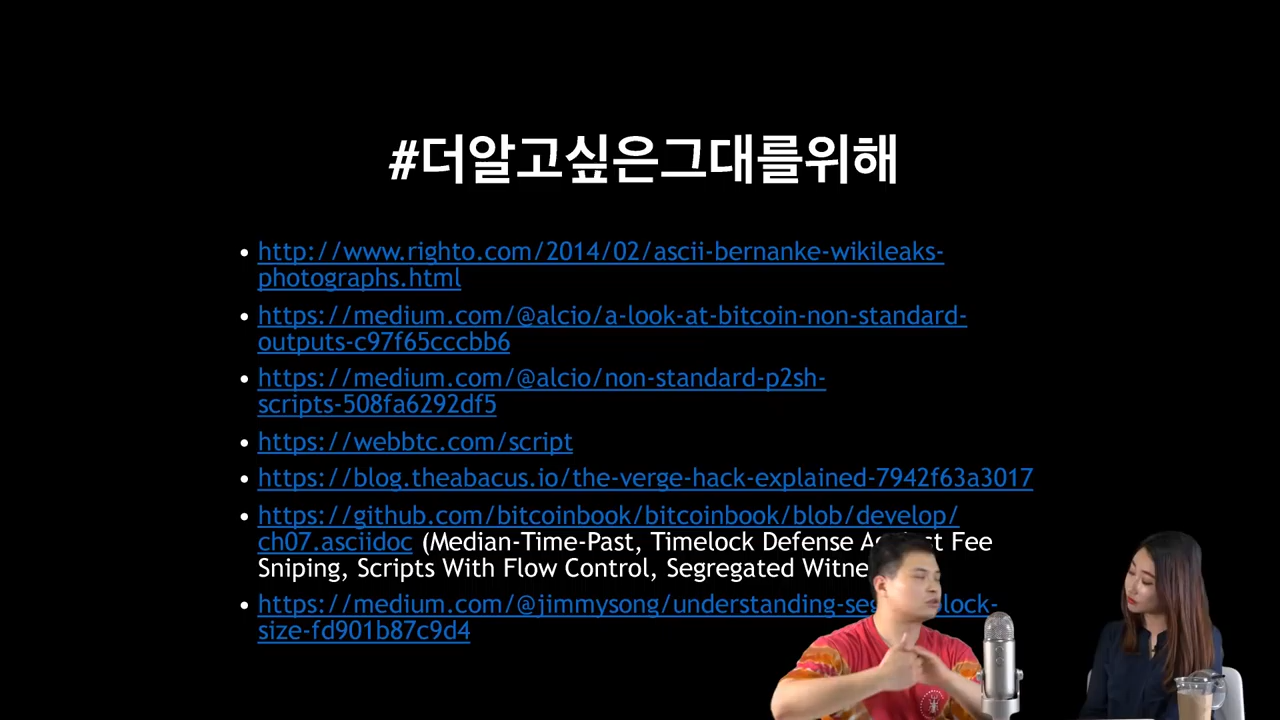 #더알고싶은그대를위해
• http://www.righto.com/2014/02/ascii-bernanke-wikileaks-
photographs.html
• https://medium.com/@alcio/a-look-at-bitcoin-non-standard-
outputs-c97f65cccbb6
• https://medium.com/@alcio/non-standard-p2sh-
scripts-508fa6292df5
• https://webbtc.com/script
• https://blog.theabacus.io/the-verge-hack-explained-7942f63a3017
• https://github.com/bitcoinbook/bitcoinbook/blob/develop/
ch07.asciidoc (Median-Time-Past, Timelock Defense Fee
Sniping, Scripts With Flow Control, Segregated
• https://medium.com/@jimmysong/understanding-
size-fd901b87c9d4